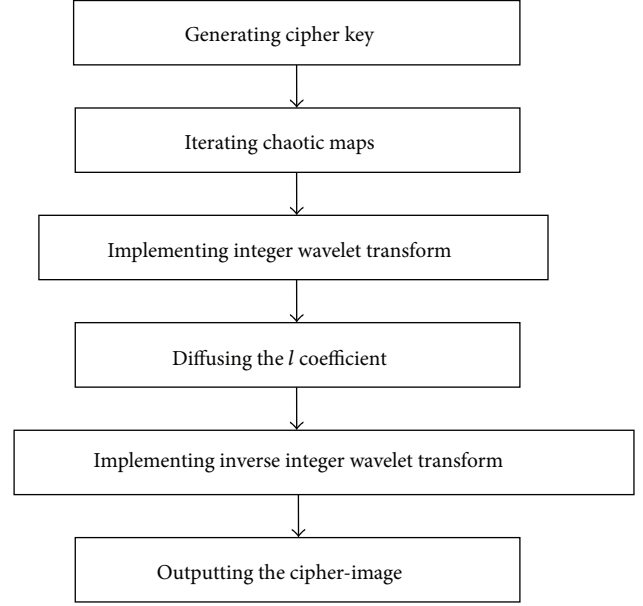 Generating cipher key
Iterating chaotic maps
Implementing integer wavelet transform
Diffusing the l coefficient
Implementing inverse integer wavelet transform
Outputting the cipher-image